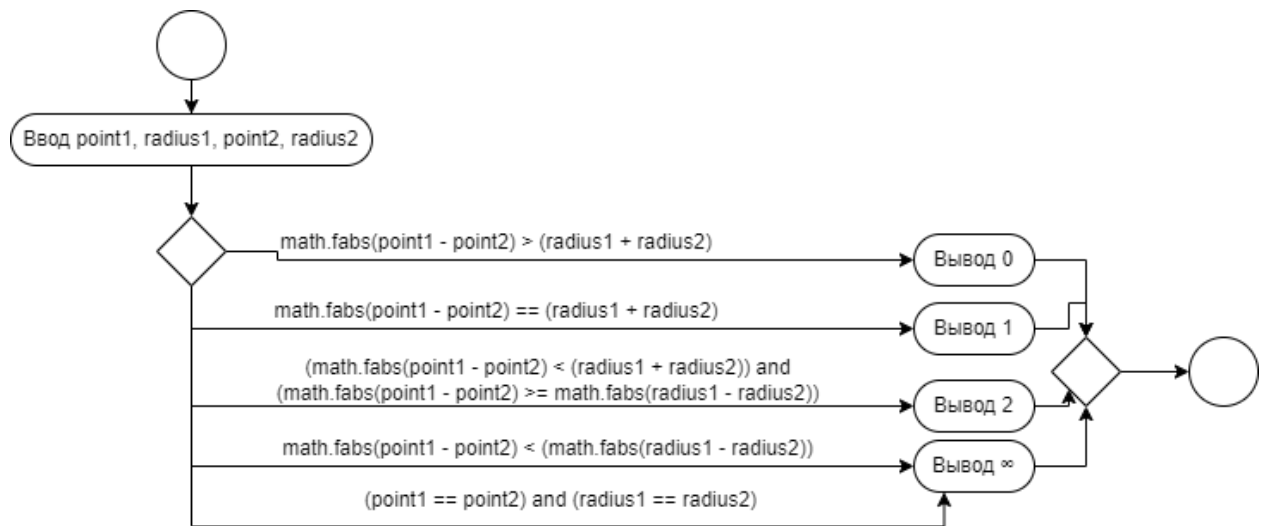 Ввод point1, radius1, point2, radius2
math.fabs(point1 - point2) > (radius1 + radius2)
Вывод 0
math.fabs(point1 - point2) == (radius1 + radius2)
Вывод 1
(math.fabs(point1 - point2) < (radius1 + radius2)) and
(math.fabs(point1 - point2) >= math.fabs(radius1 - radius2))
Вывод 2
math.fabs(point1 - point2) < (math.fabs(radius1 - radius2))
Вывод ∞
(point1 == point2) and (radius1 == radius2)